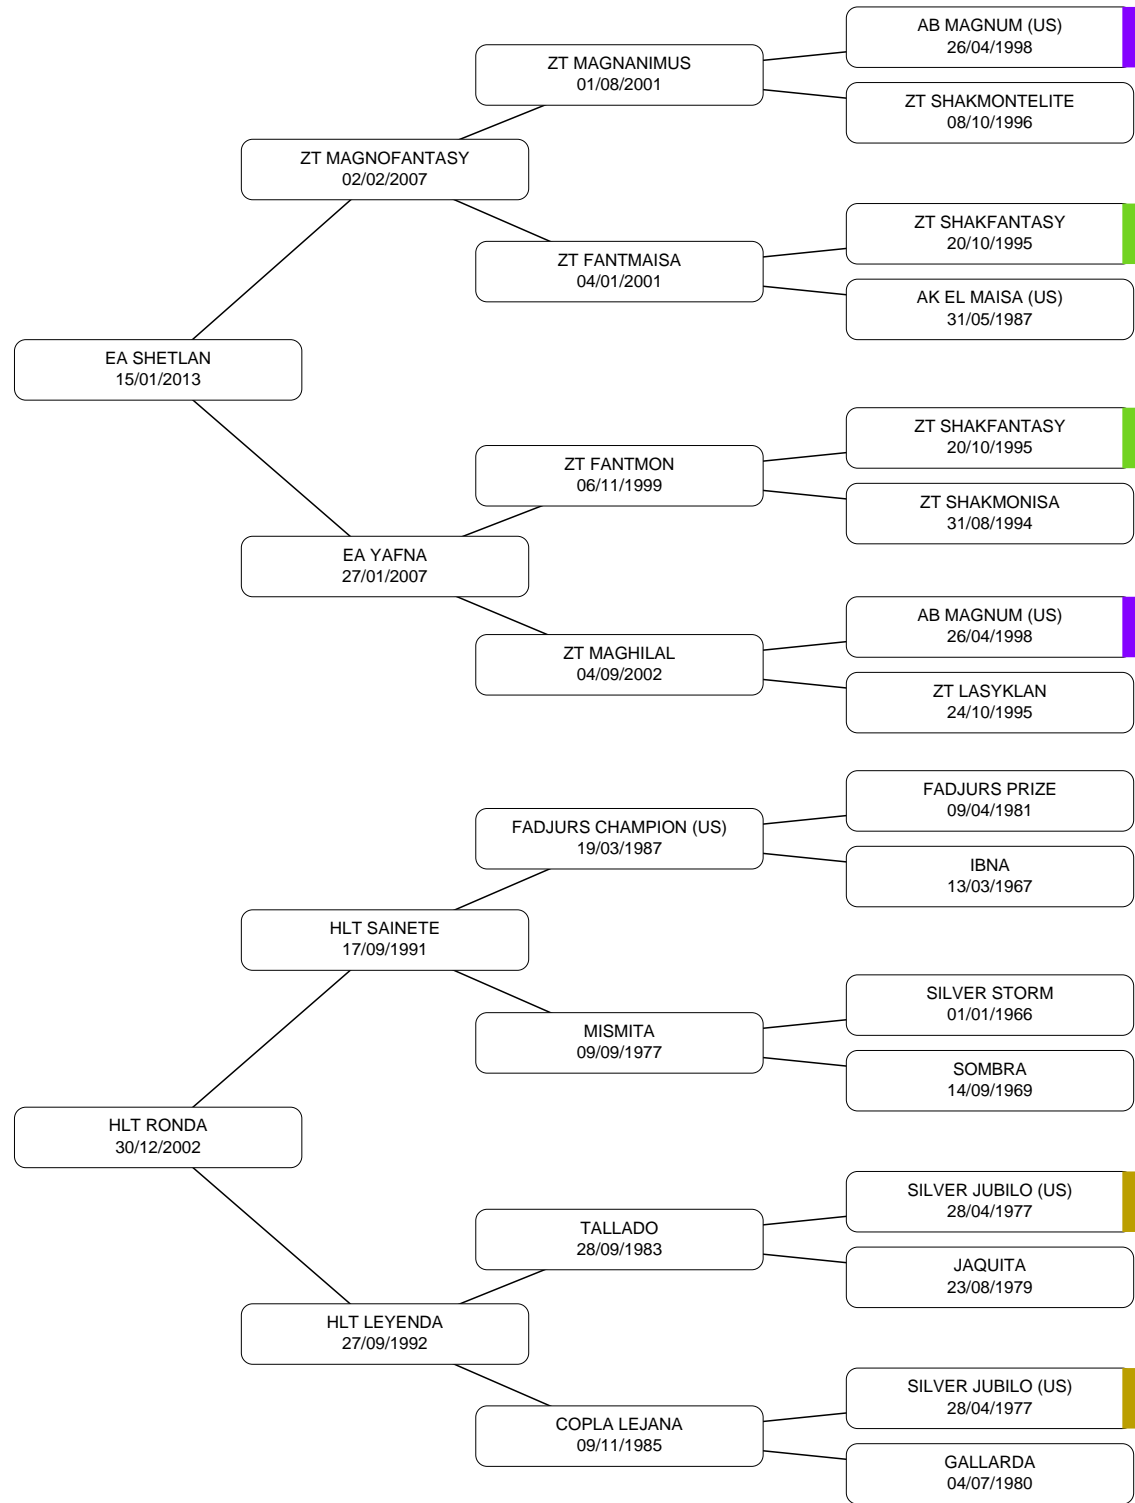 AB MAGNUM (US)
26/04/1998
ZT MAGNANIMUS
01/08/2001
ZT SHAKMONTELITE
08/10/1996
ZT MAGNOFANTASY
02/02/2007
ZT SHAKFANTASY
20/10/1995
ZT FANTMAISA
04/01/2001
AK EL MAISA (US)
31/05/1987
EA SHETLAN
15/01/2013
ZT SHAKFANTASY
20/10/1995
ZT FANTMON
06/11/1999
ZT SHAKMONISA
31/08/1994
EA YAFNA
27/01/2007
AB MAGNUM (US)
26/04/1998
ZT MAGHILAL
04/09/2002
ZT LASYKLAN
24/10/1995
FADJURS PRIZE
09/04/1981
FADJURS CHAMPION (US)
19/03/1987
IBNA
13/03/1967
HLT SAINETE
17/09/1991
SILVER STORM
01/01/1966
MISMITA
09/09/1977
SOMBRA
14/09/1969
HLT RONDA
30/12/2002
SILVER JUBILO (US)
28/04/1977
TALLADO
28/09/1983
JAQUITA
23/08/1979
HLT LEYENDA
27/09/1992
SILVER JUBILO (US)
28/04/1977
COPLA LEJANA
09/11/1985
GALLARDA
04/07/1980